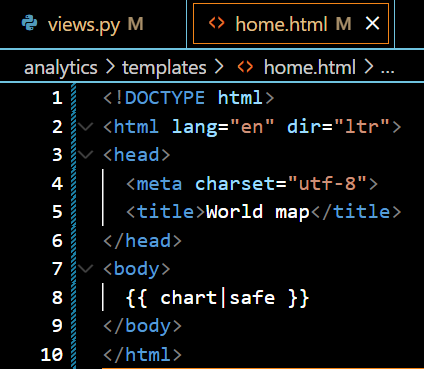 views.py M <> home.html M ×
analytics > templates > <> home.html > ...
1 <!DOCTYPE html>
2 <html lang="en" dir="ltr">
3 <head>
4 <meta charset="utf-8">
5 <title>World map</title>
6 </head>
7 <body>
8 {{ chart|safe }}
9 </body>
10 </html>